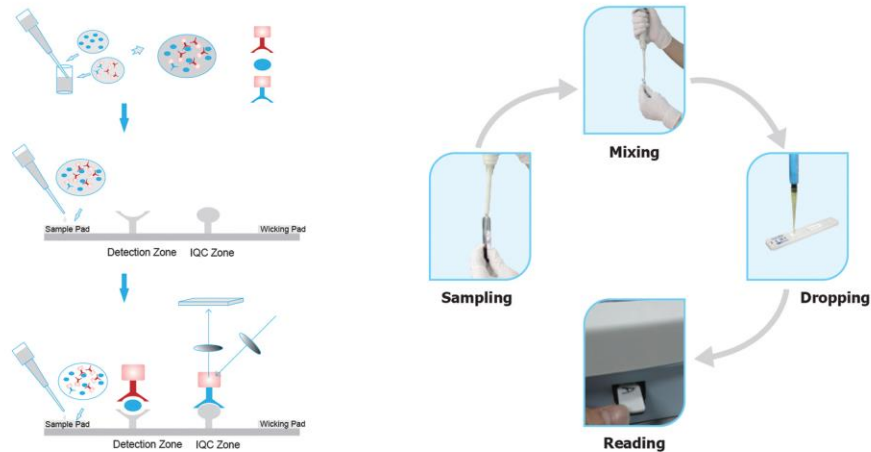 Sample Pad
Wicking Pad
Detection Zone
IQC Zone
Sample Pad
Wicking Pad
Detection Zone
IQC Zone
Mixing
Sampling
Dropping
Reading